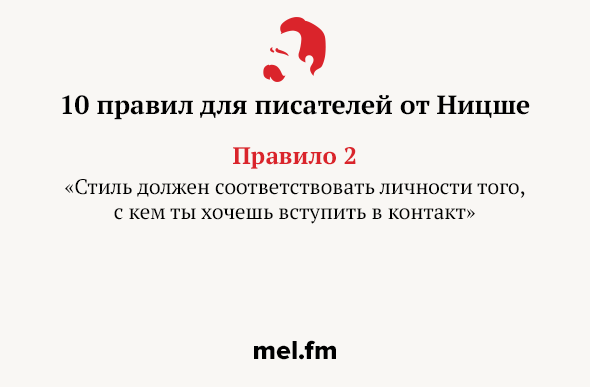 10 правил для писателей от Ницше
Правило 2
«Стиль должен соответствовать личности того,
с кем ты хочешь вступить в контакт»
mel.fm